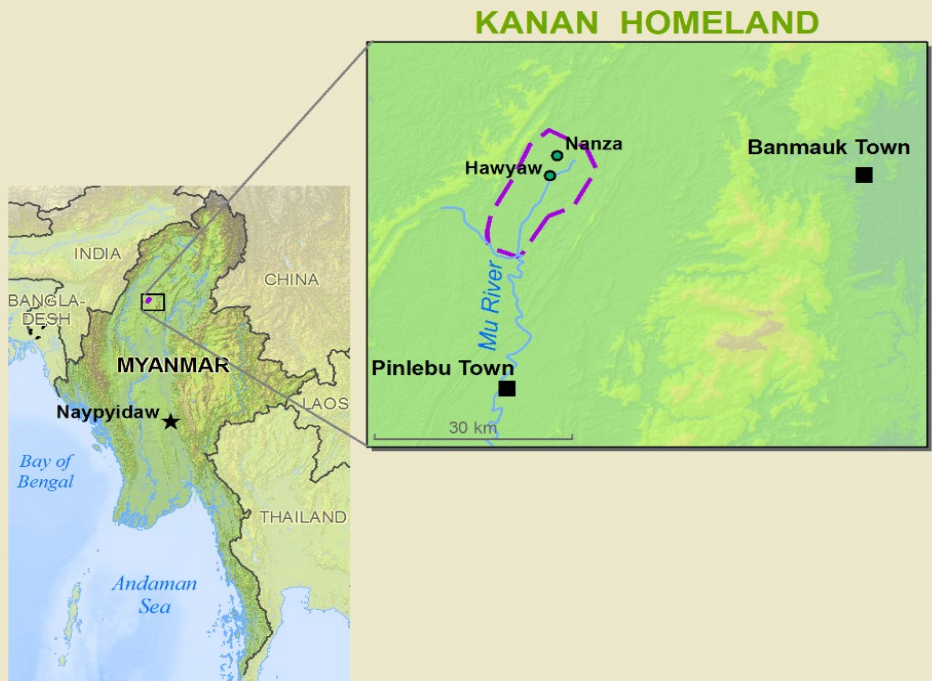 KANAN HOMELAND
Nanza
Hawyaw
Banmauk Town
Mu River
Pinlebu Town
30 km
INDIA
CHINA
BANGLA-
DESH
MYANMAR
Naypyidaw
LAOS
Bay of
Bengal
THAILAND
Andaman
Sea